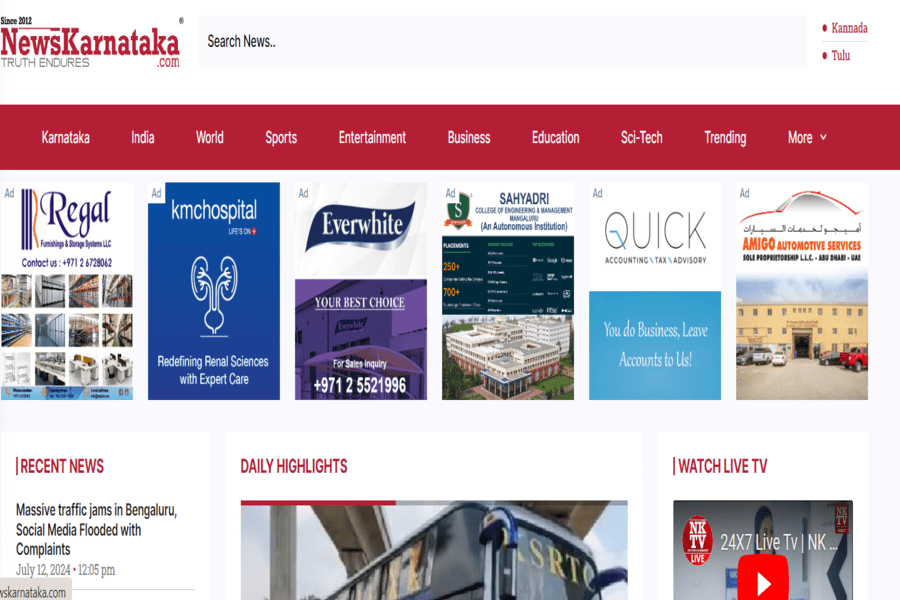 Since 2012
®
NewsKarnataka
TRUTH ENDURES .com
Search News..
Kannada
Tulu
Karnataka India World Sports Entertainment Business Education Sci-Tech Trending More
Ad
Regal
Furnishings & Storage Systems LLC
Contact us : +971 2 6728062
Ad
kmchospital
LIFE'S ON
Redefining Renal Sciences
with Expert Care
Ad
Everwhite
YOUR BEST CHOICE
Everwhite
For Sales Inquiry
+971 2 5521996
Ad
SAHYADRI
COLLEGE OF ENGINEERING & MANAGEMENT
MANGALURU
(An Autonomous Institution)
PLACEMENTS
250+
700+
Ad
QUICK
ACCOUNTING \ TAX \ ADVISORY
You do Business, Leave
Accounts to Us!
Ad
أميجو لخدمات السيارات
AMIGO AUTOMOTIVE SERVICES
SOLE PROPRIETORSHIP L.L.C. - ABU DHABI - UAE
RECENT NEWS
Massive traffic jams in Bengaluru,
Social Media Flooded with
Complaints
July 12, 2024 • 12:05 pm
wskarnataka.com
DAILY HIGHLIGHTS
SRTC
WATCH LIVE TV
NK
TV
LIVE
24X7 Live Tv | NK ...
NK
TV